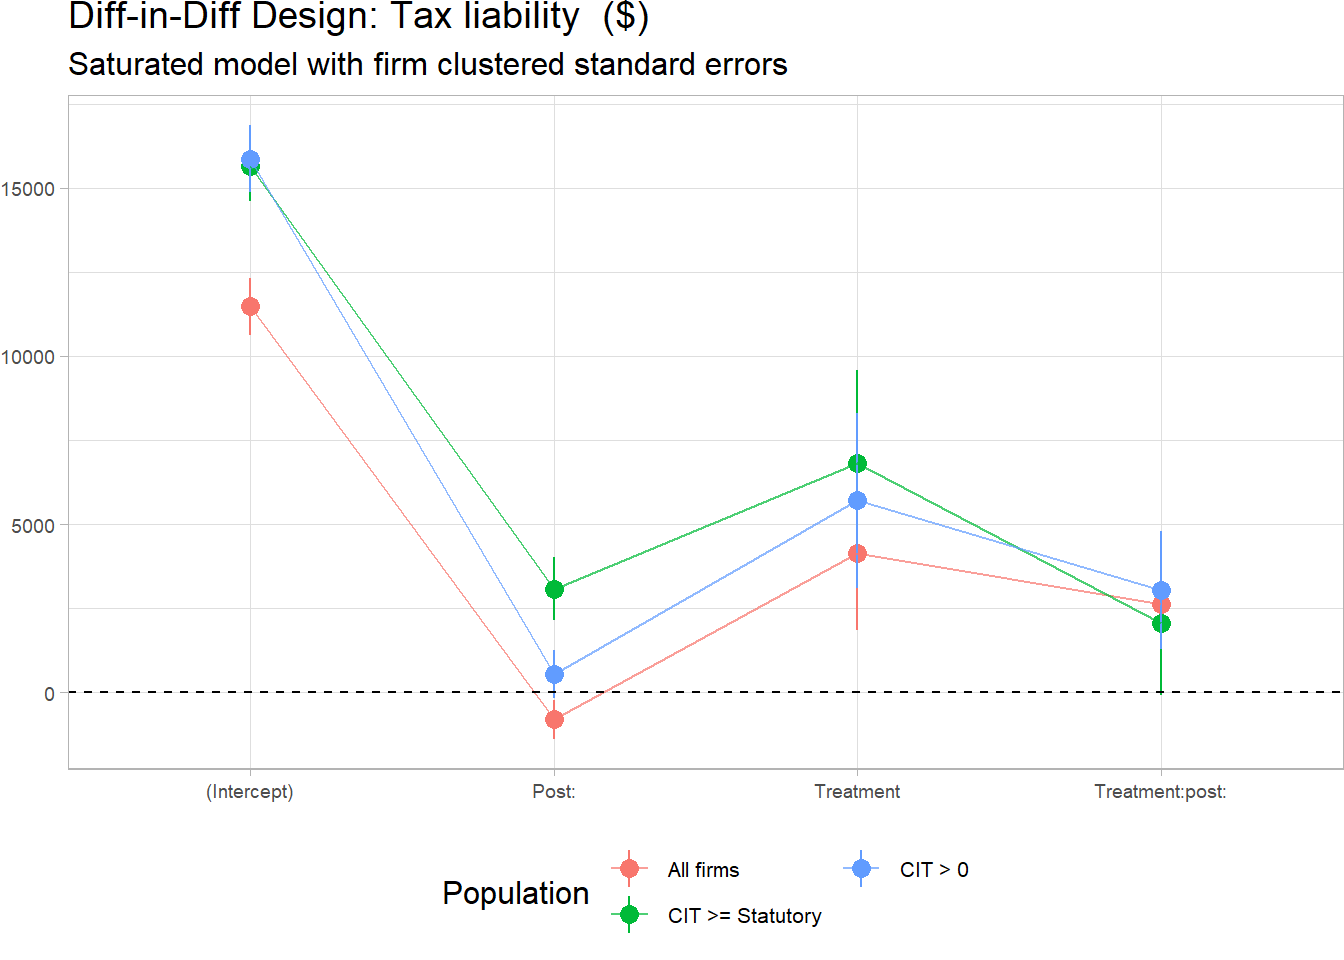 Diff-in-Diff Design: Tax liability  ($)
Saturated model with firm clustered standard errors
15000
10000
5000
0
(Intercept)
Post:
Treatment
Treatment:post:
Population
All firms
CIT > 0
CIT >= Statutory